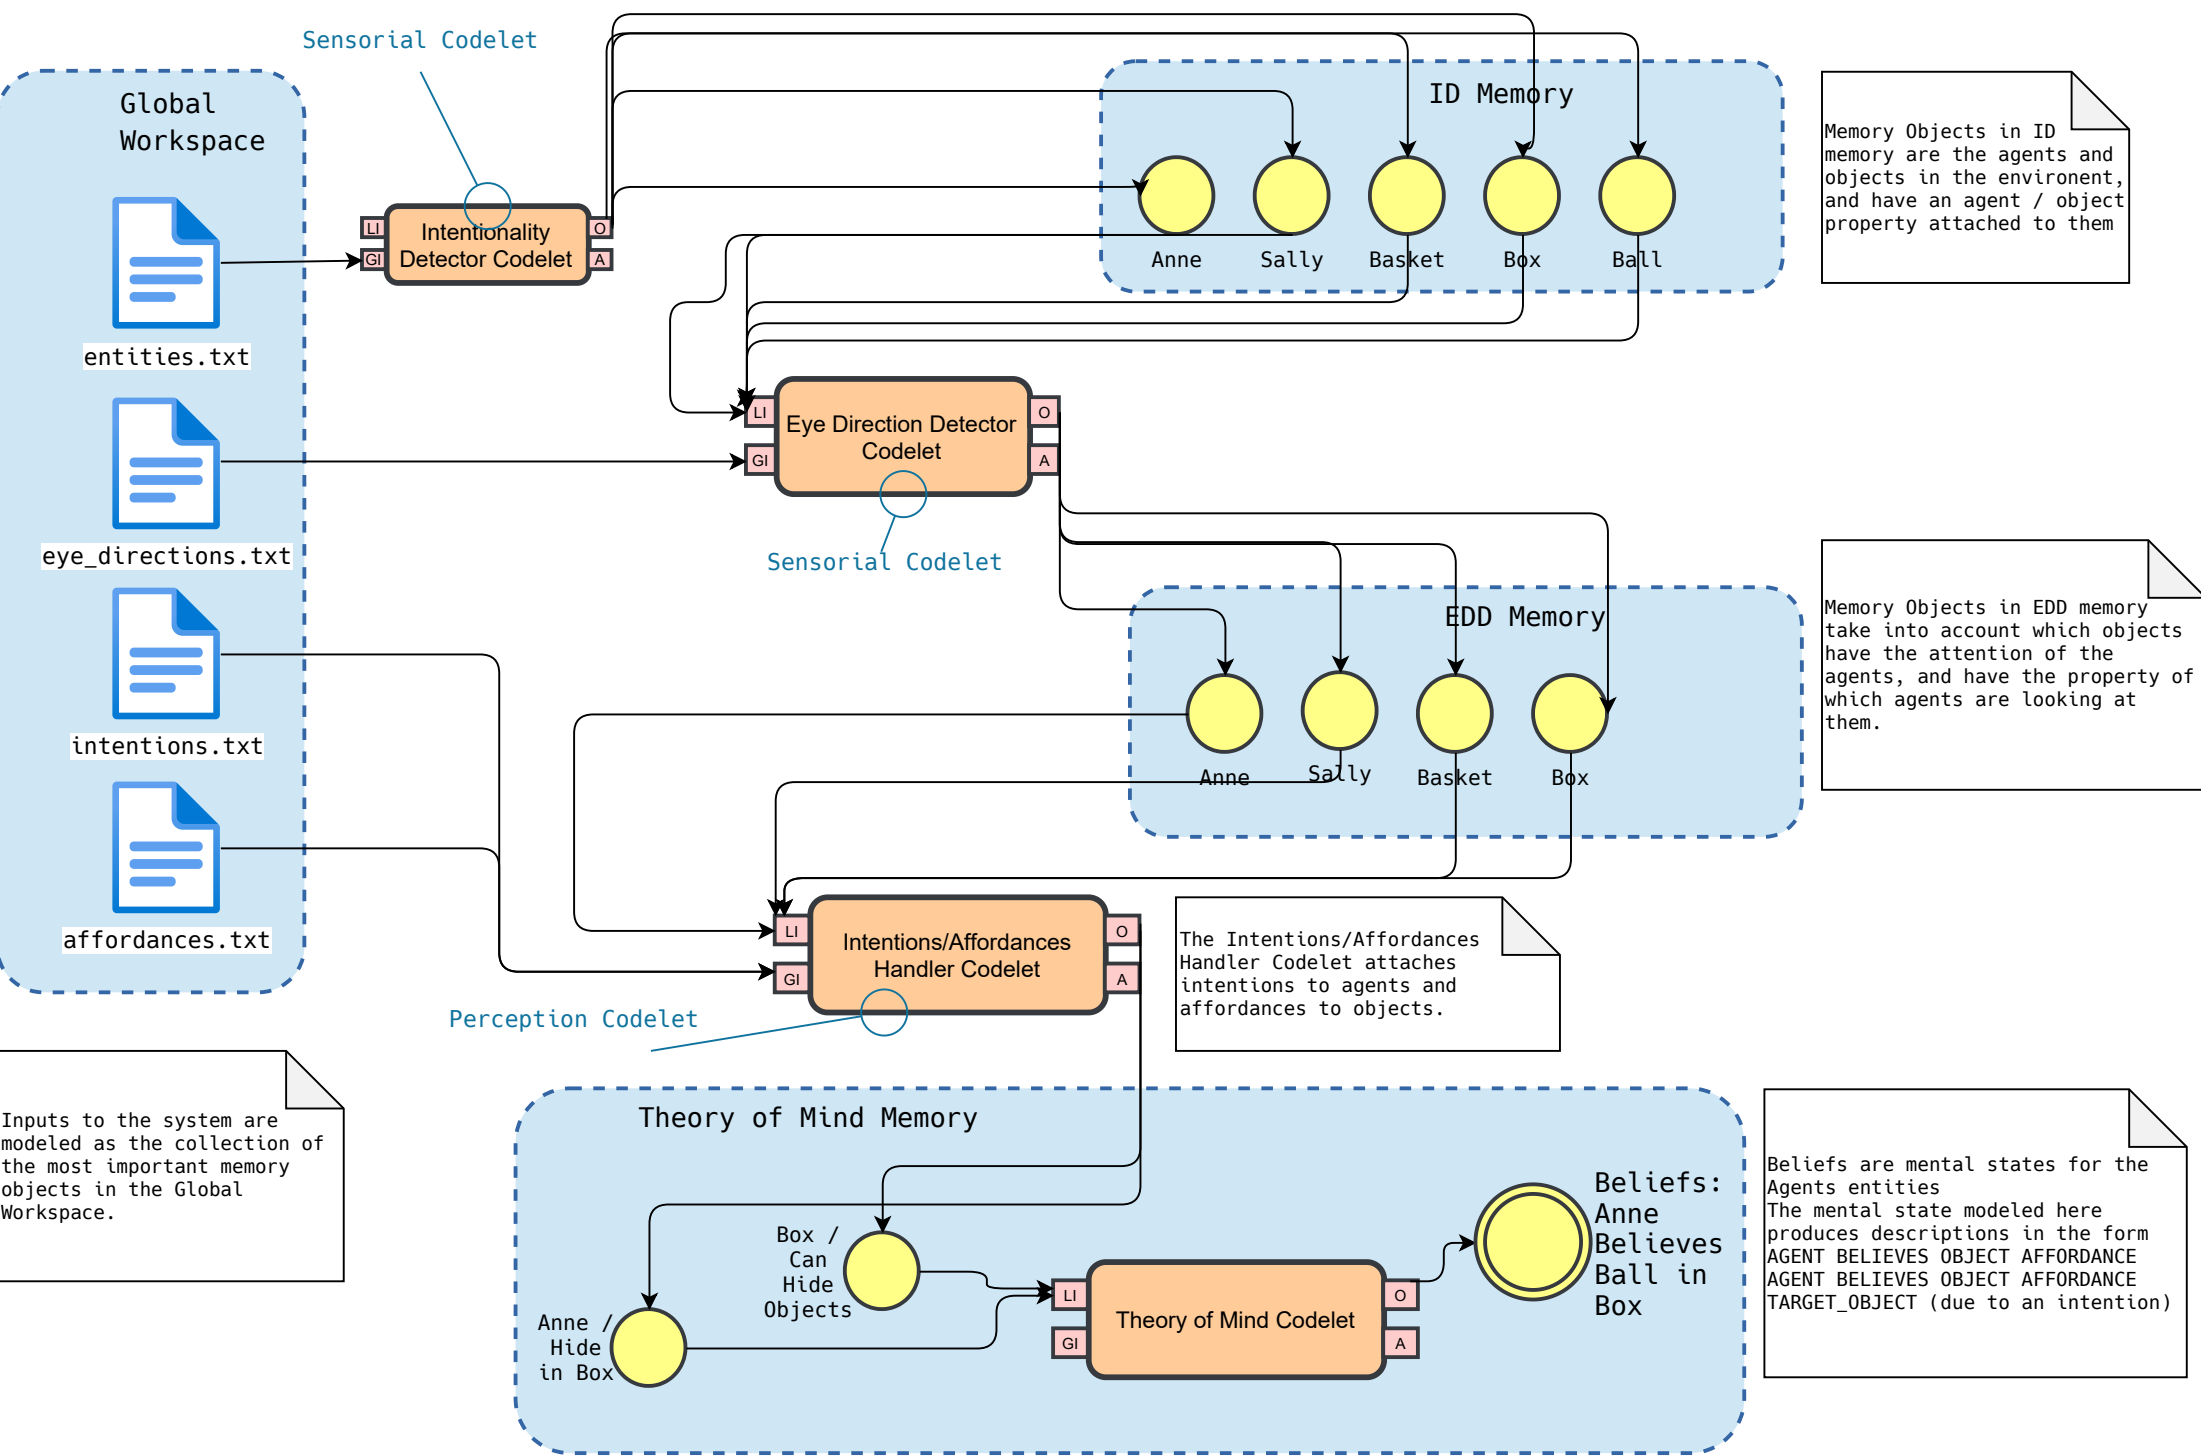 Sensorial Codelet
Global
Workspace
ID Memory
Memory Objects in ID
memory are the agents and
objects in the environent,
and have an agent / object
property attached to them
LI
GI
Intentionality
Detector Codelet
O
A
Anne
Sally
Basket
Box
Ball
entities.txt
LI
GI
Eye Direction Detector
Codelet
O
A
eye_directions.txt
Sensorial Codelet
EDD Memory
Memory Objects in EDD memory
take into account which objects
have the attention of the
agents, and have the property of
which agents are looking at
them.
intentions.txt
Anne
Sally
Basket
Box
affordances.txt
LI
GI
Intentions/Affordances
Handler Codelet
O
A
The Intentions/Affordances
Handler Codelet attaches
intentions to agents and
affordances to objects.
Perception Codelet
Inputs to the system are
modeled as the collection of
the most important memory
objects in the Global
Workspace.
Theory of Mind Memory
Box /
Can
Hide
Objects
Anne /
Hide
in Box
LI
GI
Theory of Mind Codelet
O
A
Beliefs:
Anne
Believes
Ball in
Box
Beliefs are mental states for the
Agents entities
The mental state modeled here
produces descriptions in the form
AGENT BELIEVES OBJECT AFFORDANCE
AGENT BELIEVES OBJECT AFFORDANCE
TARGET_OBJECT (due to an intention)